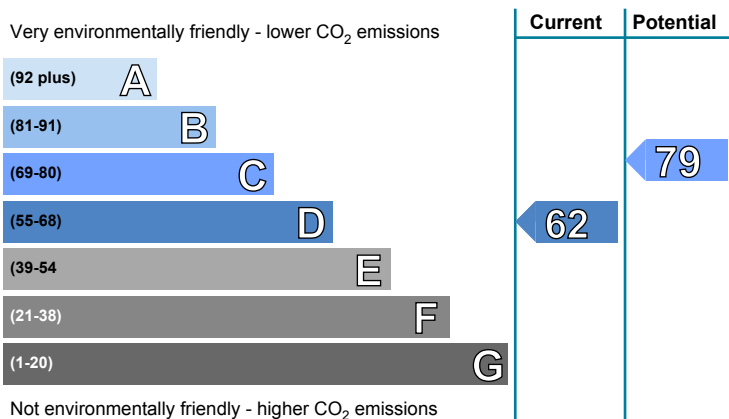 Current Potential
Very environmentally friendly - lower CO2 emissions
(92 plus) A
(81-91) B
(69-80) C
79
(55-68) D
62
(39-54 E
(21-38) F
(1-20) G
Not environmentally friendly - higher CO2 emissions